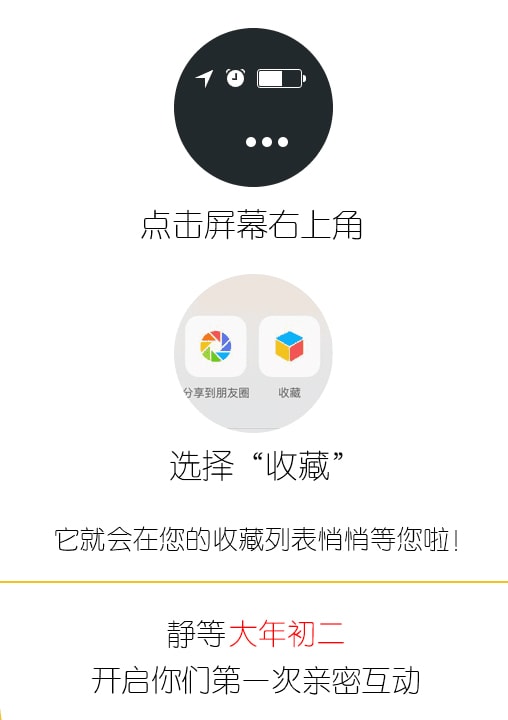 点击屏幕右上角
分享到朋友圈 收藏
选择“收藏”
它就会在您的收藏列表悄悄等您啦!
静等大年初二
开启你们第一次亲密互动